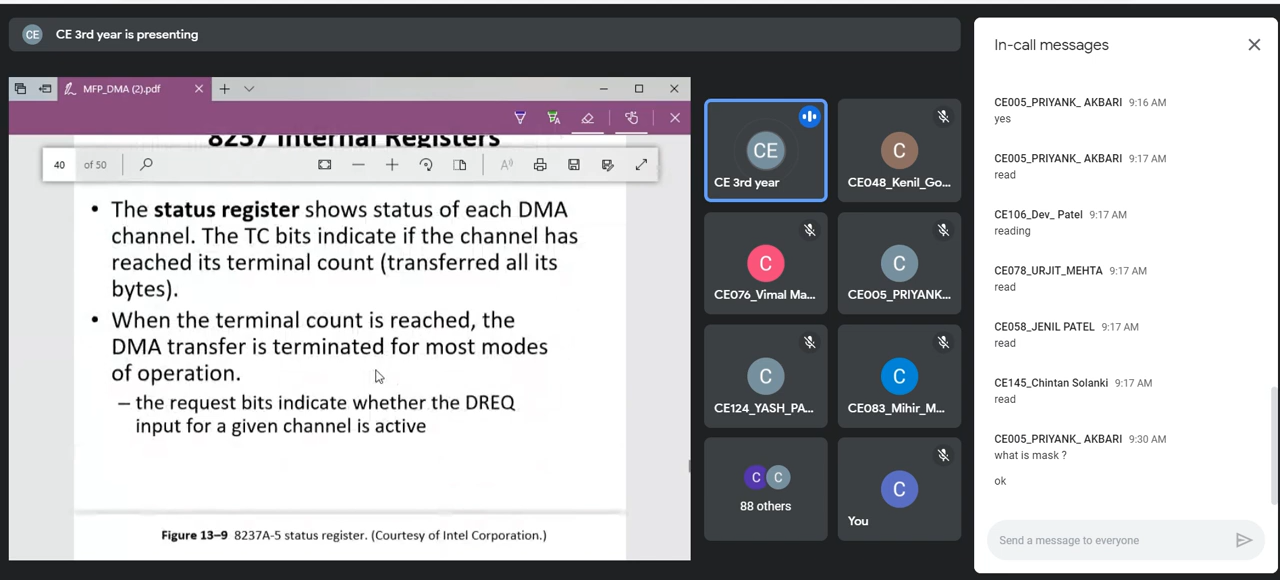 CE CE 3rd year is presenting
MFP_DMA (2).pdf
8237 Internal Registers
40 of 50
• The status register shows status of each DMA
channel. The TC bits indicate if the channel has
reached its terminal count (transferred all its
bytes).
• When the terminal count is reached, the
DMA transfer is terminated for most modes
of operation.
– the request bits indicate whether the DREQ
input for a given channel is active
Figure 13–9 8237A-5 status register. (Courtesy of Intel Corporation.)
CE
CE 3rd year
C
CE048_Kenil_Go...
C
CE076_Vimal Ma...
C
CE005_PRIYANK...
C
CE124_YASH_PA...
C
CE083_Mihir_M...
C C
88 others
C
You
In-call messages
CE005_PRIYANK_ AKBARI 9:16 AM
yes
CE005_PRIYANK_ AKBARI 9:17 AM
read
CE106_Dev_ Patel 9:17 AM
reading
CE078_URJIT_MEHTA 9:17 AM
read
CE058_JENIL PATEL 9:17 AM
read
CE145_Chintan Solanki 9:17 AM
read
CE005_PRIYANK_ AKBARI 9:30 AM
what is mask ?
ok
Send a message to everyone